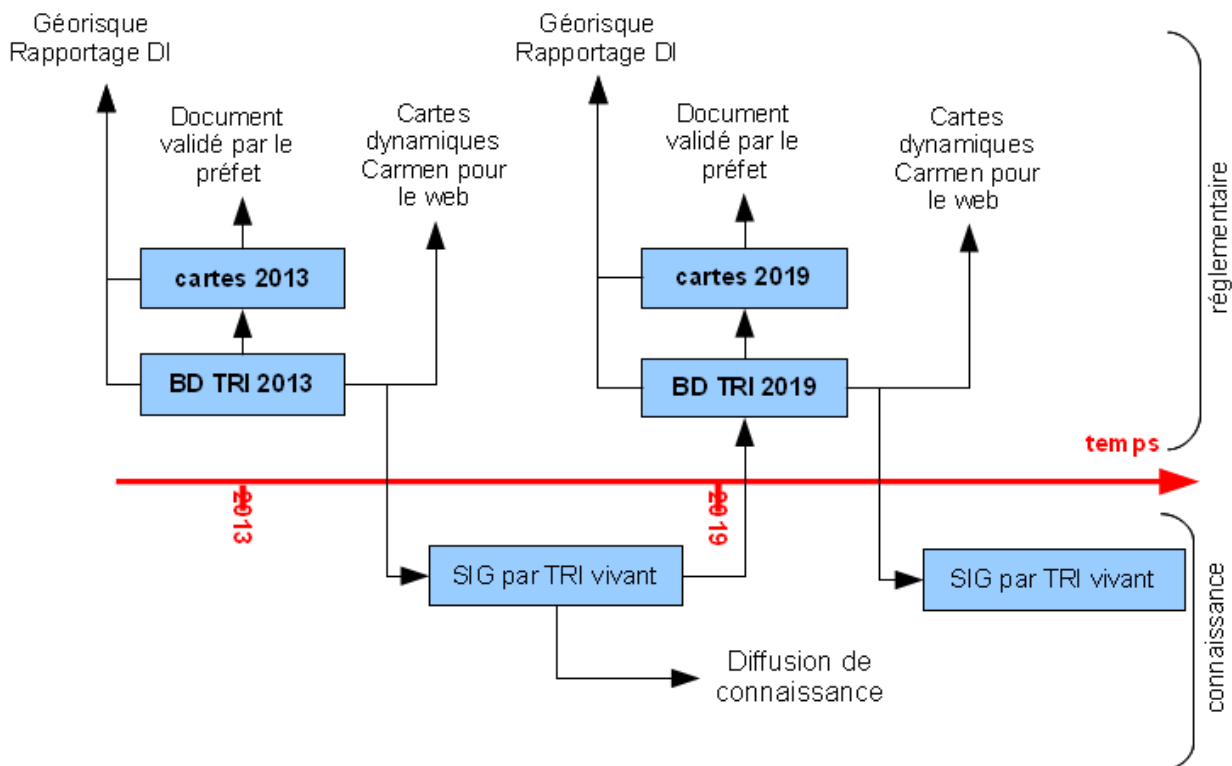 Géorisque
Rapportage DI
Document
validé par le
préfet
Cartes
dynamiques
Carmen pour
le web
cartes 2013
BD TRI 2013
Géorisque
Rapportage DI
Document
validé par le
préfet
Cartes
dynamiques
Carmen pour
le web
cartes 2019
BD TRI 2019
réglementaire
temps
2013
2019
SIG par TRI vivant
SIG par TRI vivant
Diffusion de
connaissance
connaissance